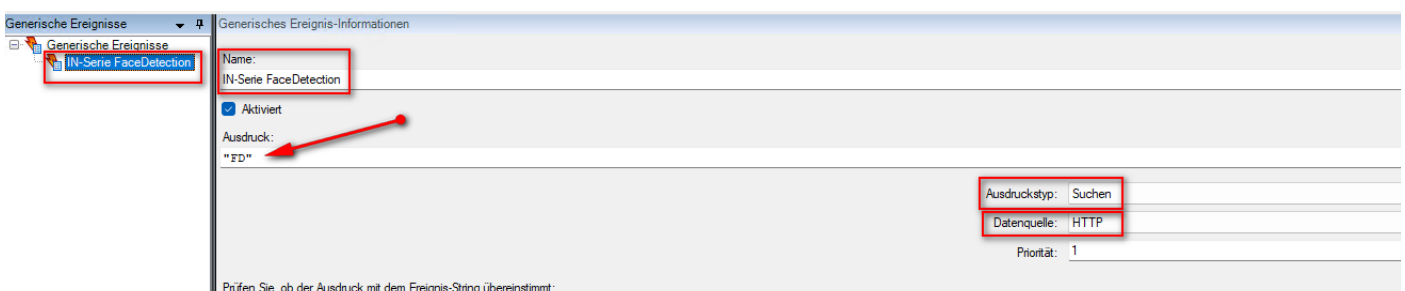 Generische Ereignisse
Generisches Ereignis-Informationen
Generische Ereignisse
IN-Serie FaceDetection
Name:
IN-Serie FaceDetection
Aktiviert
Ausdruck:
"FD"
Ausdruckstyp: Suchen
Datenquelle: HTTP
Priorität: 1
Prüfen Sie, ob der Ausdruck mit dem Ereignis-String übereinstimmt: